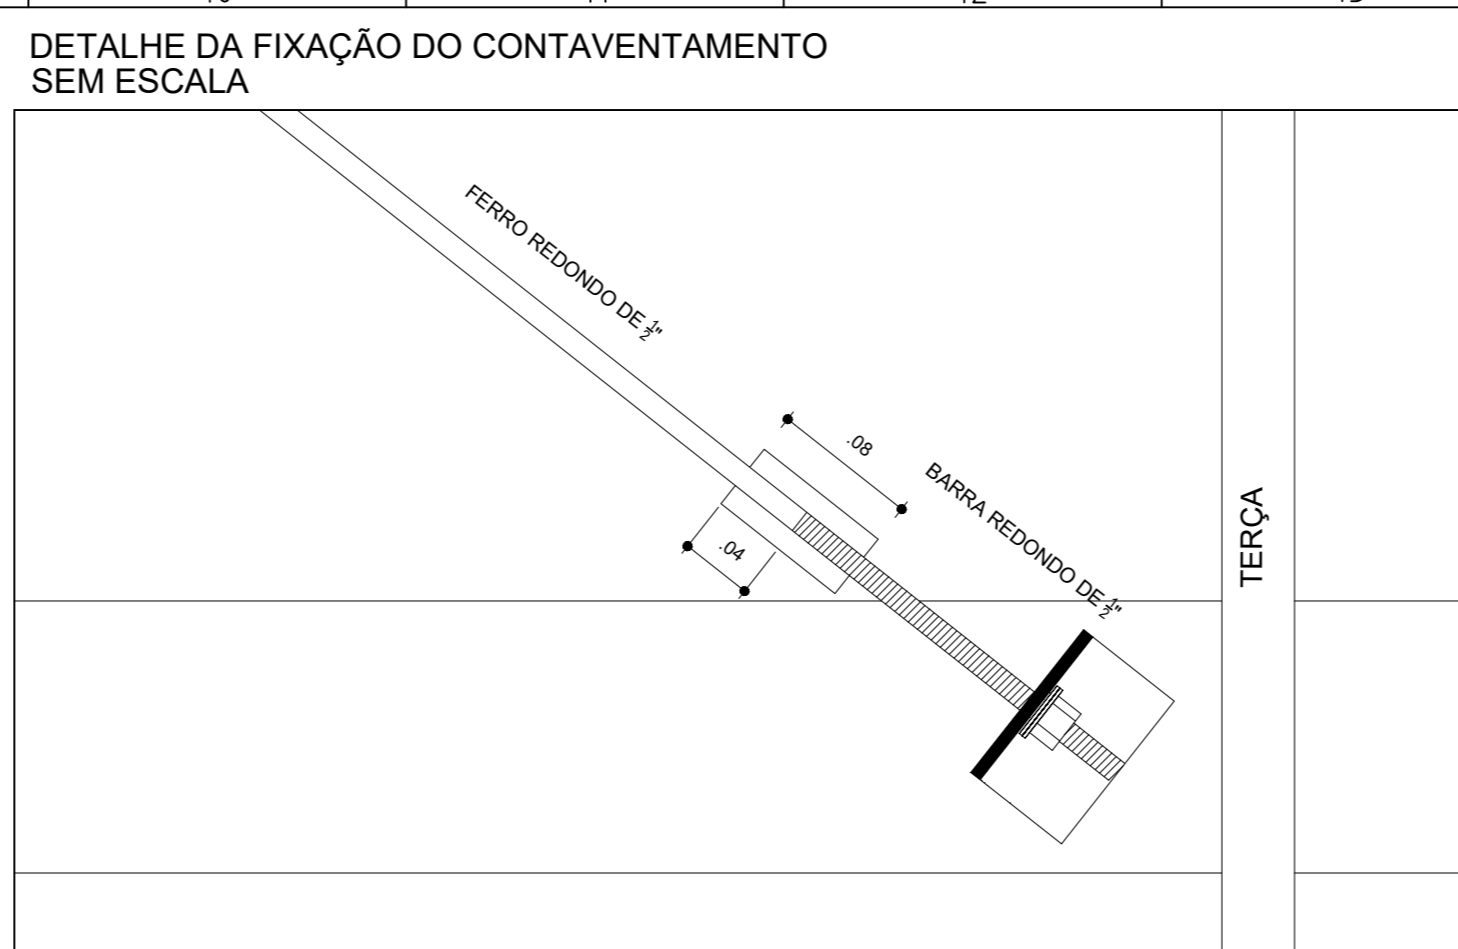 DETALHE DA FIXAÇÃO DO CONTAVENTAMENTO
SEM ESCALA
FERRO REDONDO DE 1/2"
.08
BARRA REDONDO DE 1/2"
.04
TERÇA